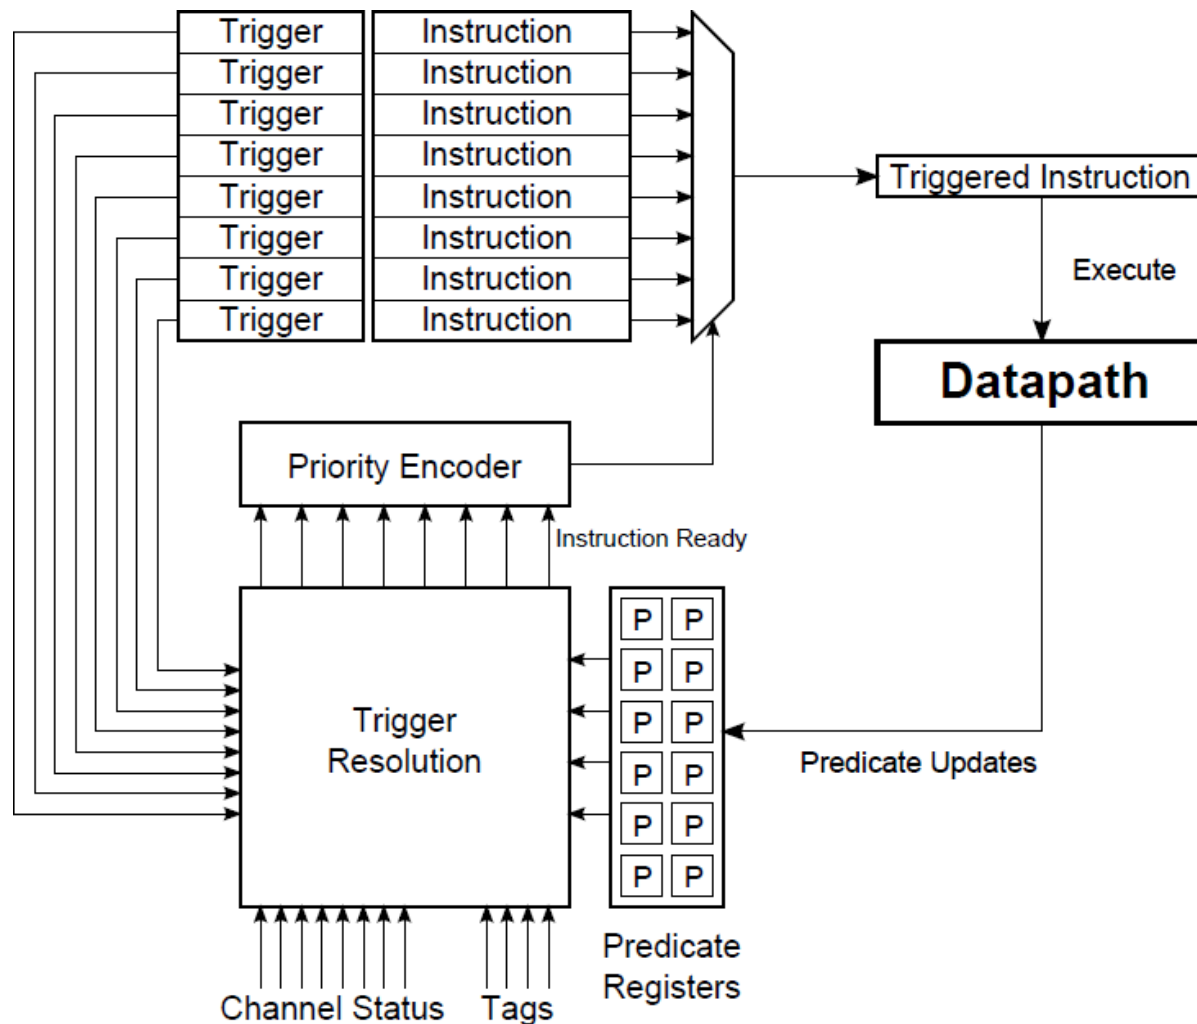 Trigger Instruction
Trigger Instruction
Trigger Instruction
Trigger Instruction
Trigger Instruction
Trigger Instruction
Trigger Instruction
Trigger Instruction
Triggered Instruction
Execute
Datapath
Priority Encoder
Instruction Ready
P P
P P
P P
P P
P P
P P
Trigger
Resolution
Predicate Updates
Predicate
Registers
Channel Status
Tags